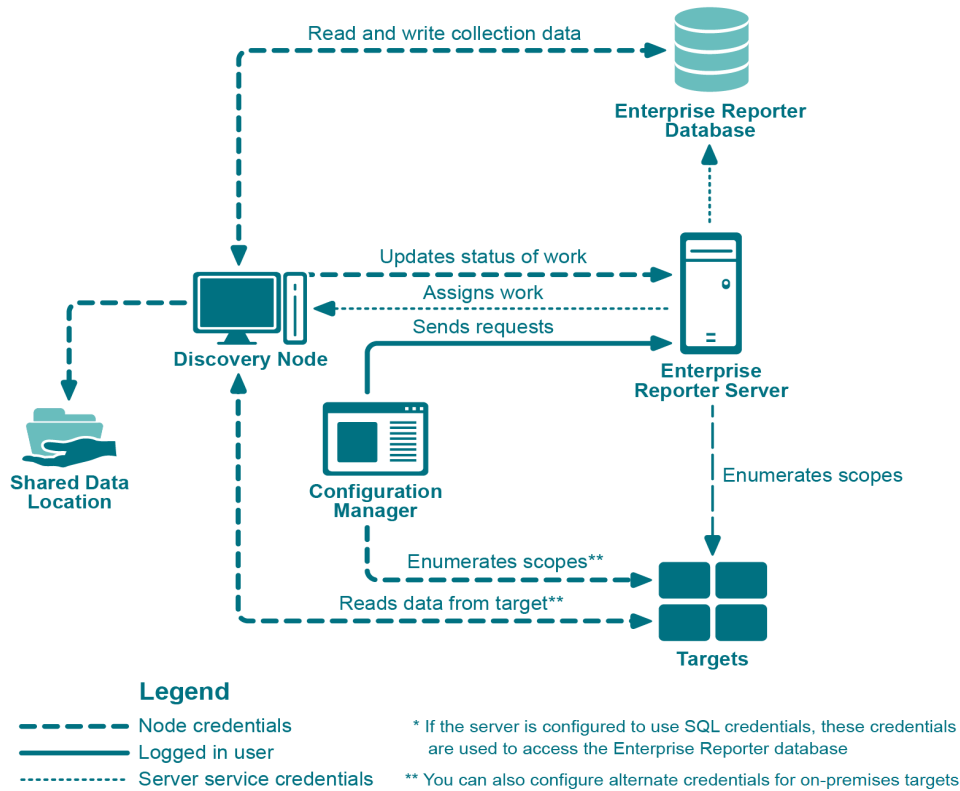 Read and write collection data
Enterprise Reporter
Database
Updates status of work
Assigns work
Sends requests
Discovery Node
Enterprise
Reporter Server
Shared Data
Location
Configuration
Manager
Enumerates scopes
Enumerates scopes**
Reads data from target**
Targets
Legend
Node credentials
Logged in user
Server service credentials
* If the server is configured to use SQL credentials, these credentials
are used to access the Enterprise Reporter database
** You can also configure alternate credentials for on-premises targets